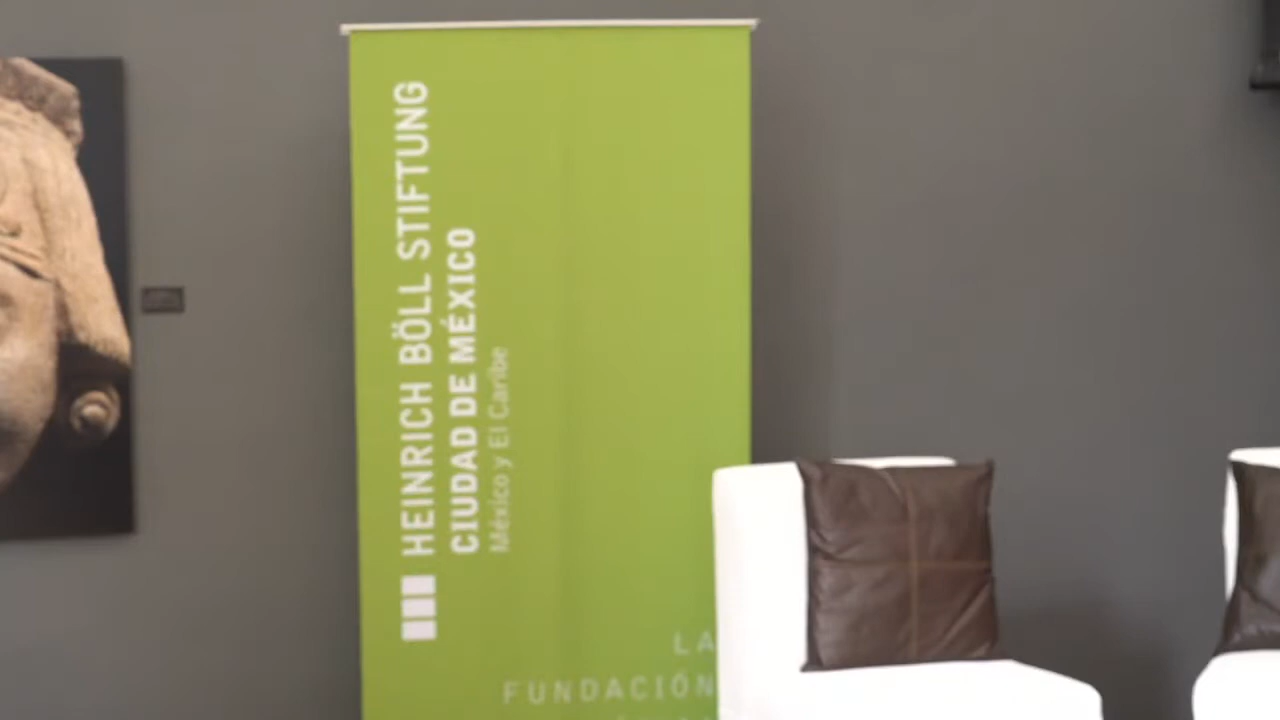 HEINRICH BÖLL STIFTUNG
CIUDAD DE MÉXICO
México y El Caribe
LA
FUNDACIÓN